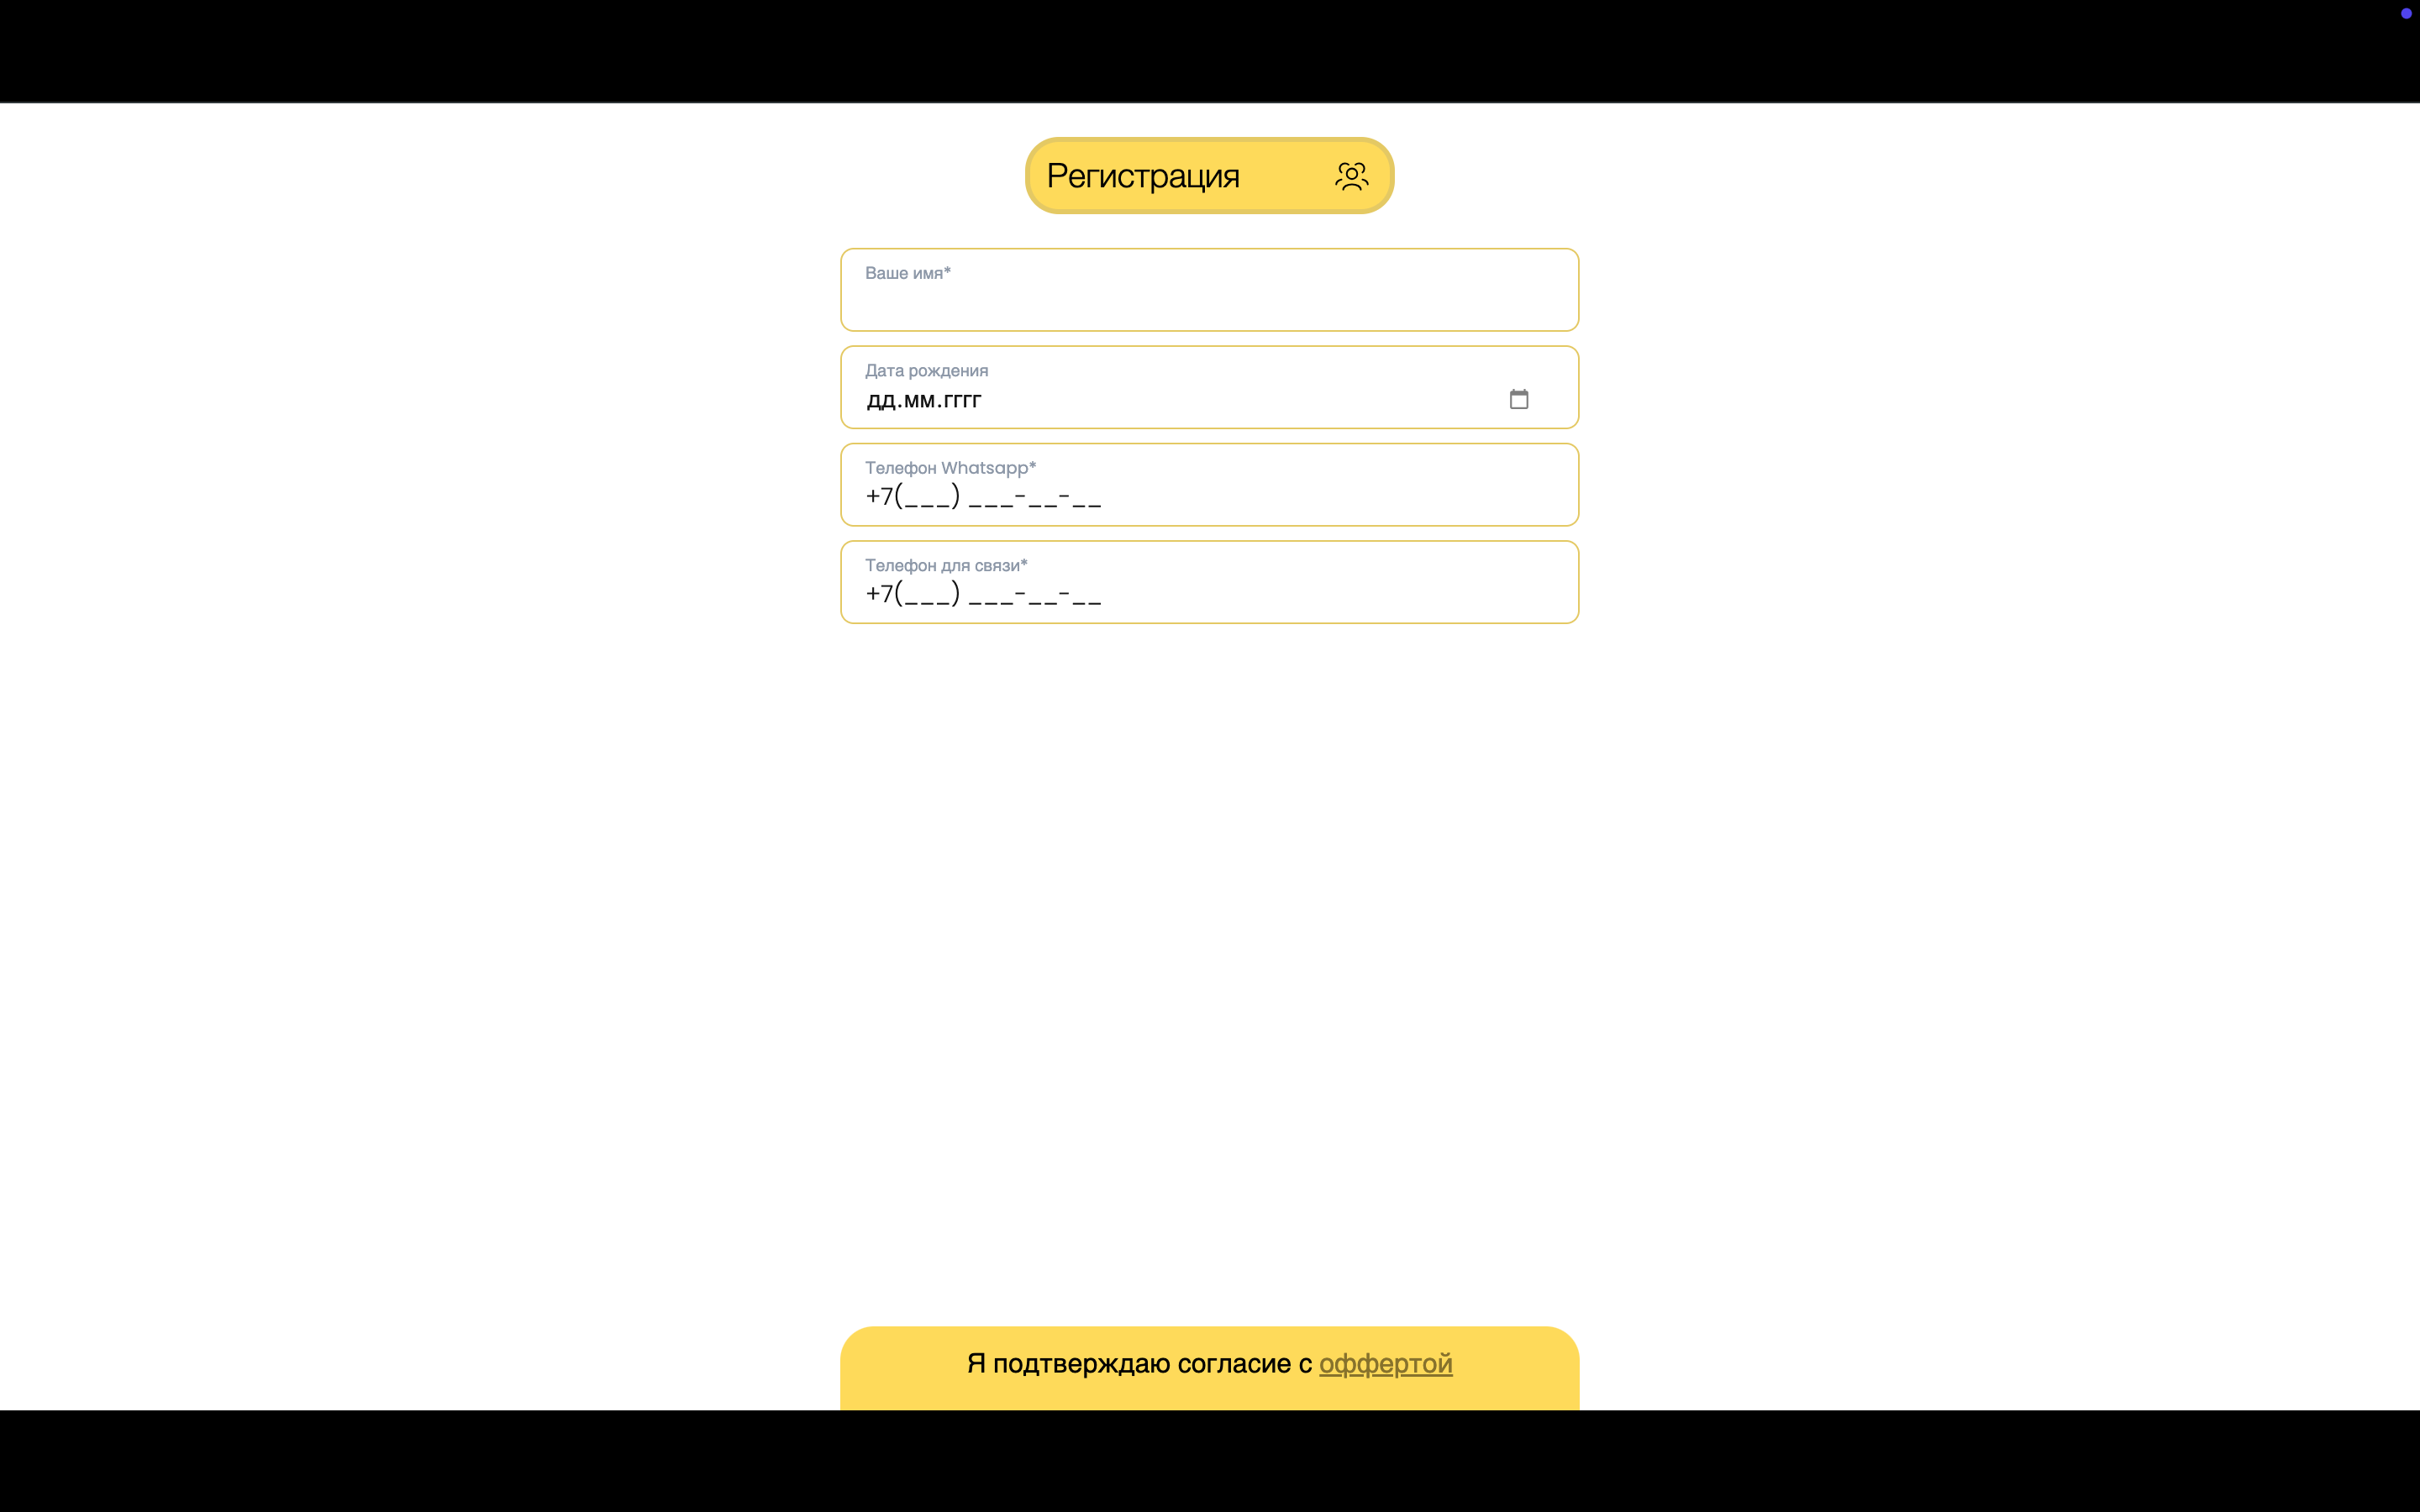 Регистрация
Ваше имя*
Дата рождения
дд.мм.гггг
Телефон Whatsapp*
+7(___) ___-__-__
Телефон для связи*
+7(___) ___-__-__
Я подтверждаю согласие с оффертой